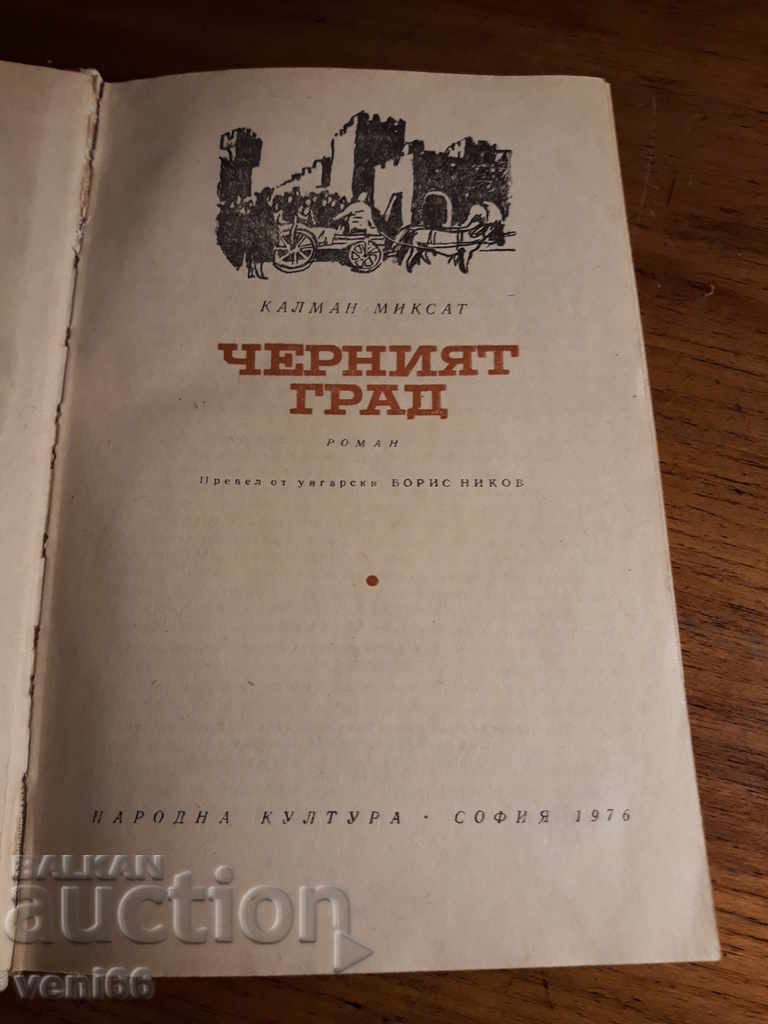 КАЛМАН МИКСАТ
ЧЕРНИЯТ
ГРАД
РОМАН
Превел от унгарски БОРИС НИКОВ
НАРОДНА КУЛТУРА · СОФИЯ 1976
BALKAN
auction
veni66